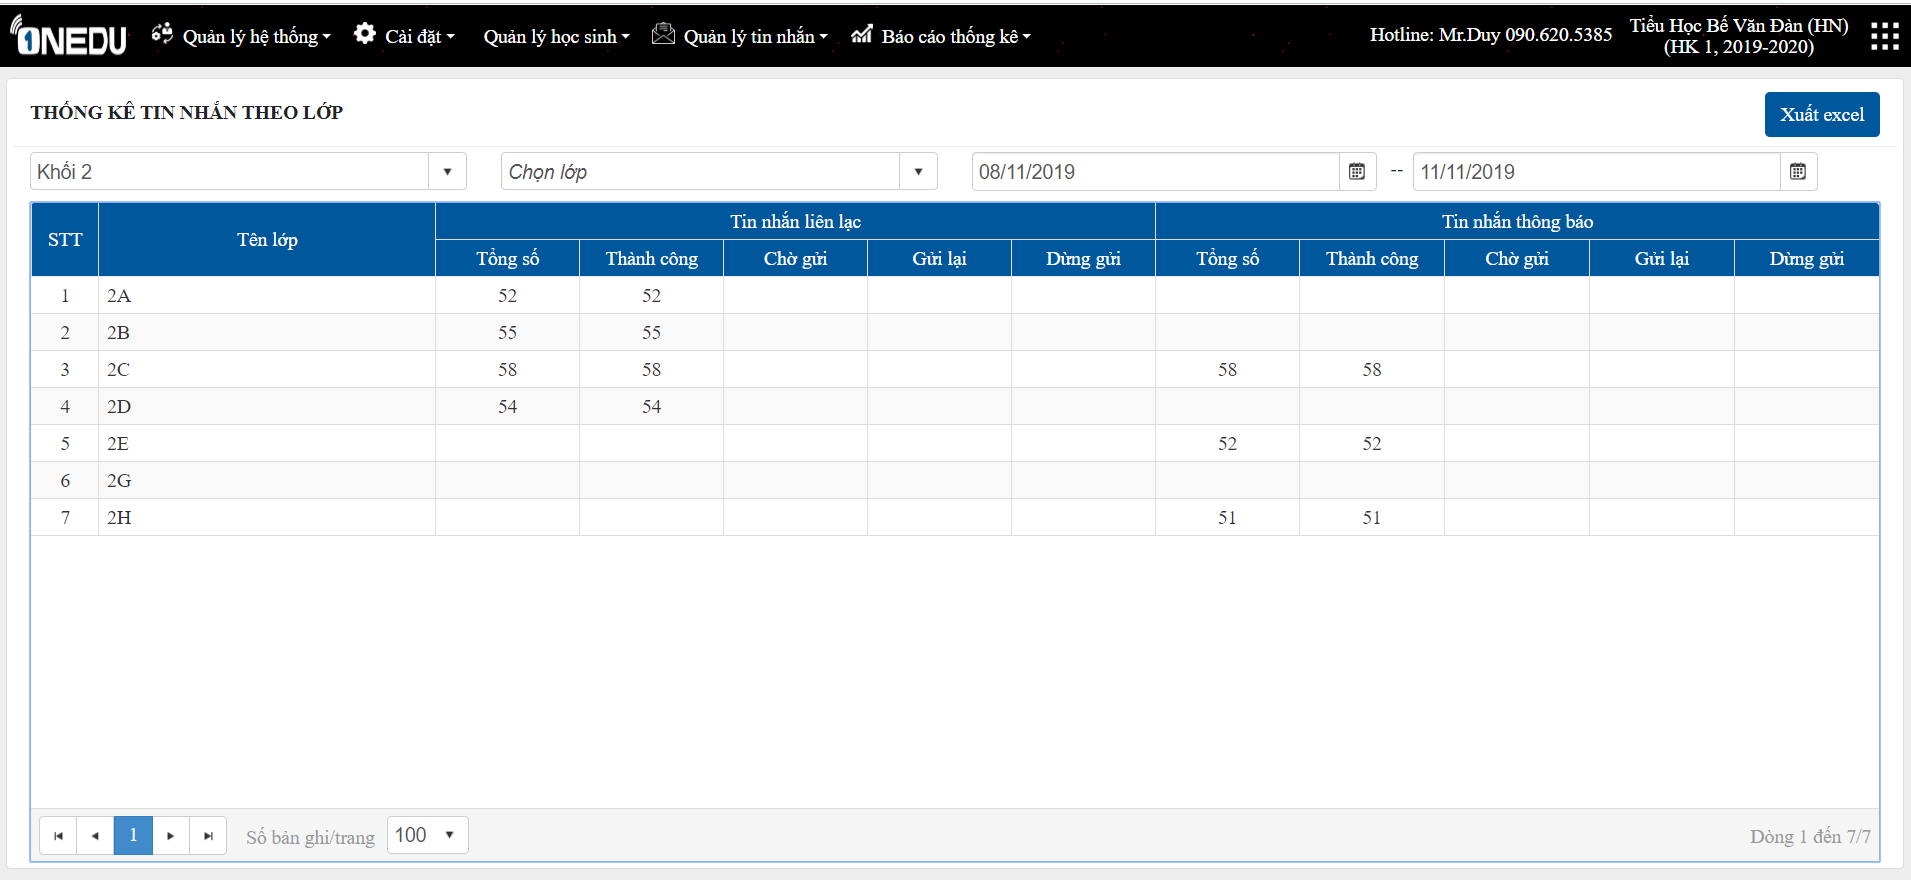 1NEDU Quản lý hệ thống Cài đặt Quản lý học sinh Quản lý tin nhắn Báo cáo thống kê Hotline: Mr.Duy 090.620.5385 Tiểu Học Bế Văn Đàn (HN)
(HK 1, 2019-2020)
THỐNG KÊ TIN NHẮN THEO LỚP Xuất excel
Khối 2 Chọn lớp 08/11/2019 -- 11/11/2019
STT Tên lớp Tin nhắn liên lạc Tin nhắn thông báo
Tổng số Thành công Chờ gửi Gửi lại Dừng gửi Tổng số Thành công Chờ gửi Gửi lại Dừng gửi
1 2A 52 52
2 2B 55 55
3 2C 58 58 58 58
4 2D 54 54
5 2E 52 52
6 2G
7 2H 51 51
1 Số bản ghi/trang 100 Dòng 1 đến 7/7